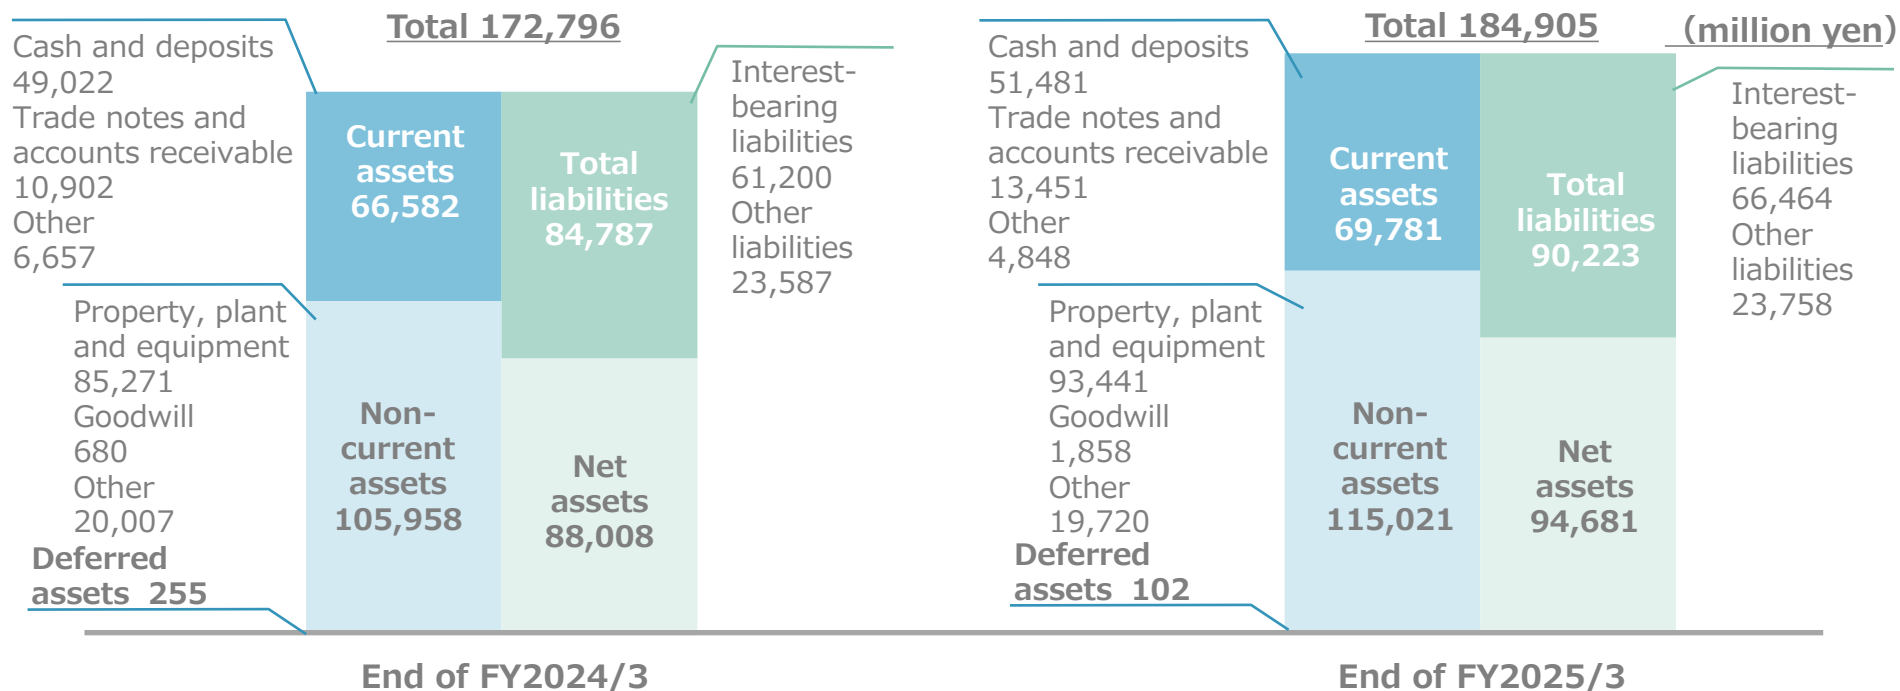 Total 172,796
Cash and deposits
49,022
Trade notes and
accounts receivable
10,902
Other
6,657
Property, plant
and equipment
85,271
Goodwill
680
Other
20,007
Deferred
assets 255
Current
assets
66,582
Non-
current
assets
105,958
Total
liabilities
84,787
Net
assets
88,008
Interest-
bearing
liabilities
61,200
Other
liabilities
23,587
End of FY2024/3
Total 184,905
(million yen)
Cash and deposits
51,481
Trade notes and
accounts receivable
13,451
Other
4,848
Property, plant
and equipment
93,441
Goodwill
1,858
Other
19,720
Deferred
assets 102
Current
assets
69,781
Non-
current
assets
115,021
Total
liabilities
90,223
Net
assets
94,681
Interest-
bearing
liabilities
66,464
Other
liabilities
23,758
End of FY2025/3